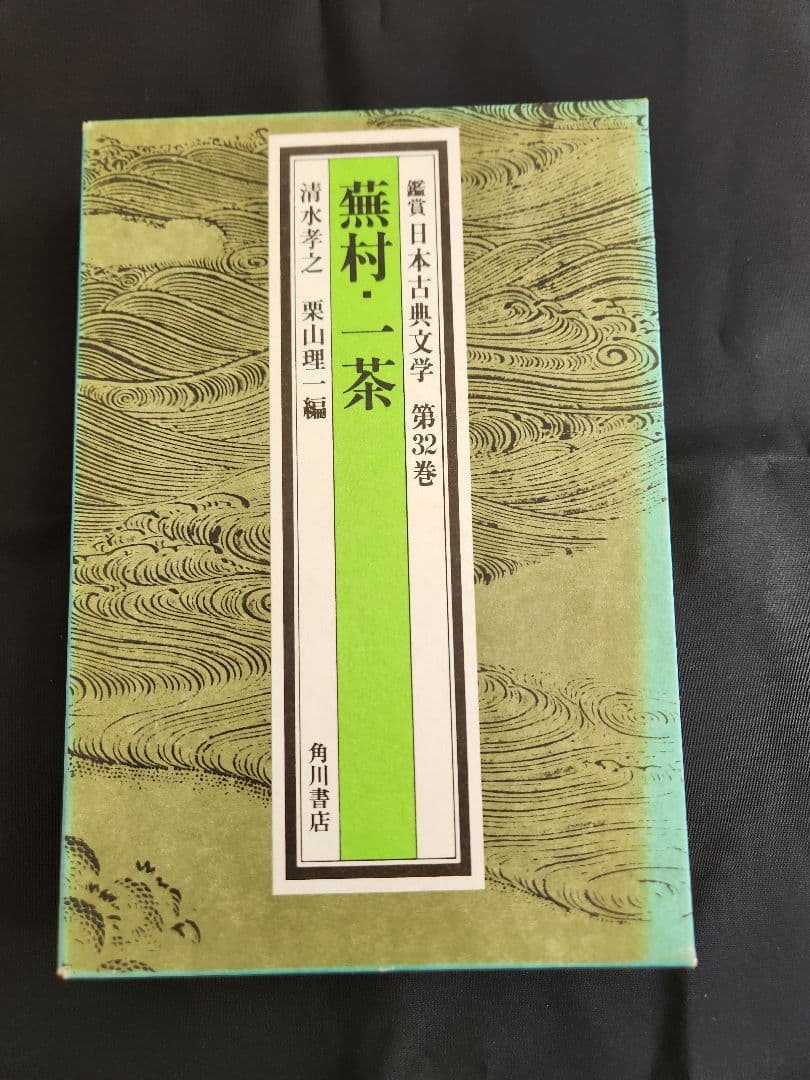 鑑賞 日本古典文学 第32巻
蕪村・一茶
清水孝之 栗山理一編
角川書店